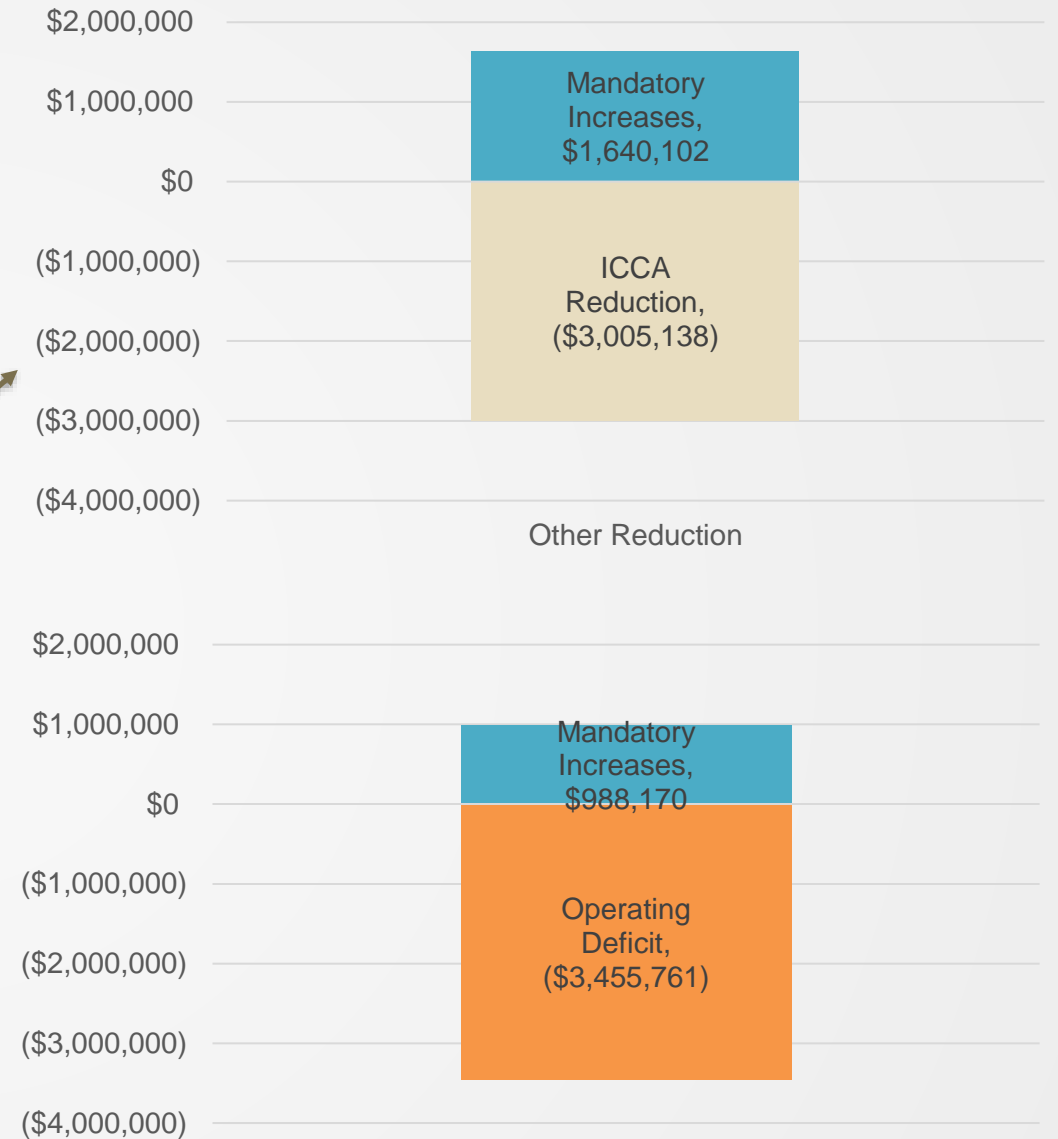 $2,000,000
$1,000,000
$0
($1,000,000)
($2,000,000)
($3,000,000)
($4,000,000)
Mandatory
Increases,
$1,640,102
ICCA
Reduction,
($3,005,138)
Other Reduction
$2,000,000
$1,000,000
$0
($1,000,000)
($2,000,000)
($3,000,000)
($4,000,000)
Mandatory
Increases,
$988,170
Operating
Deficit,
($3,455,761)